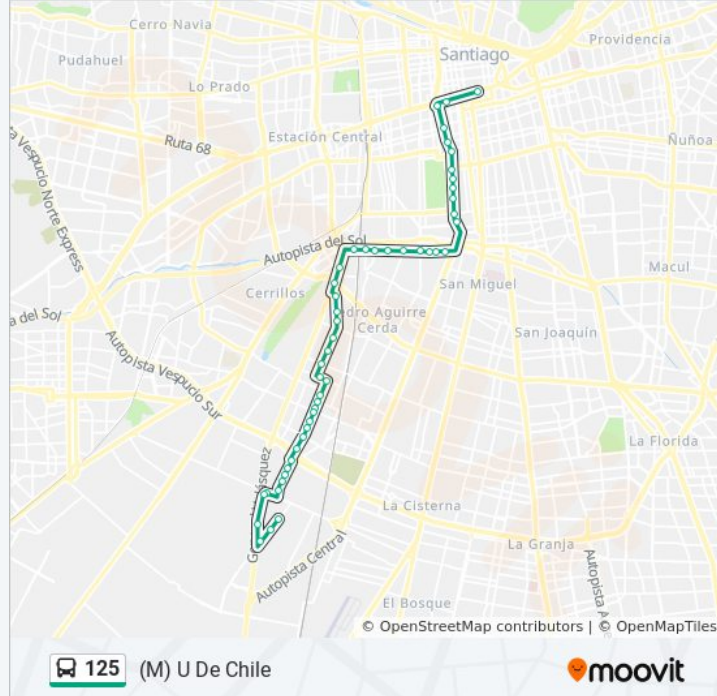 Cerro Navia
Santiago
Providencia
Pudahuel
Lo Prado
Estación Central
Ruta 68
Ñuñoa
Vespucio Norte Express
Autopista del Sol
Macul
Cerrillos
San Miguel
a del Sol
dro Aguirre
Cerda
San Joaquín
Autopista Vespucio Sur
La Florida
La Cisterna
La Granja
Autopista Central
El Bosque
© OpenStreetMap contributors | © OpenMapTiles
125 (M) U De Chile
moovit